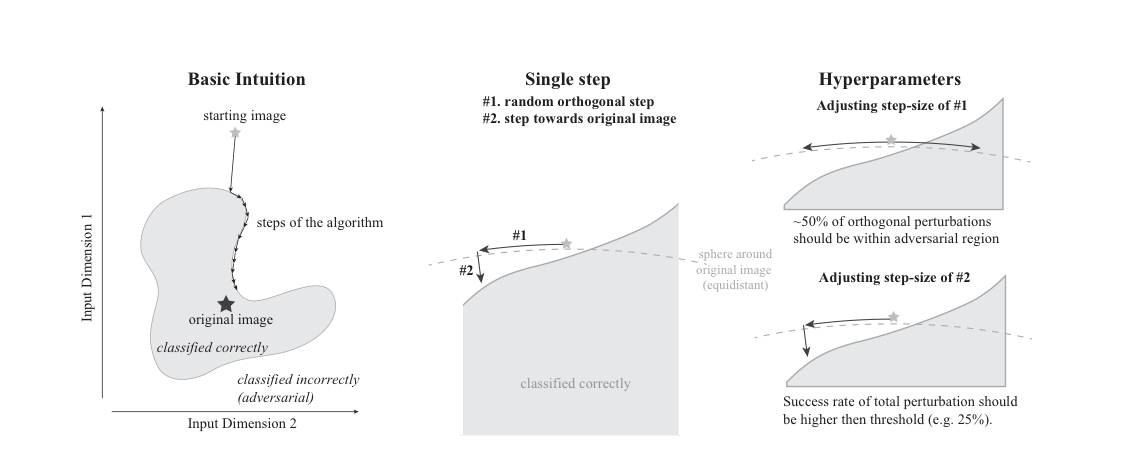 Basic Intuition
starting image
steps of the algorithm
original image
classified correctly
classified incorrectly
(adversarial)
Input Dimension 1
Input Dimension 2
Single step
#1. random orthogonal step
#2. step towards original image
#1
#2
sphere around
original image
(equidistant)
classified correctly
Hyperparameters
Adjusting step-size of #1
~50% of orthogonal perturbations
should be within adversarial region
Adjusting step-size of #2
Success rate of total perturbation should
be higher then threshold (e.g. 25%).